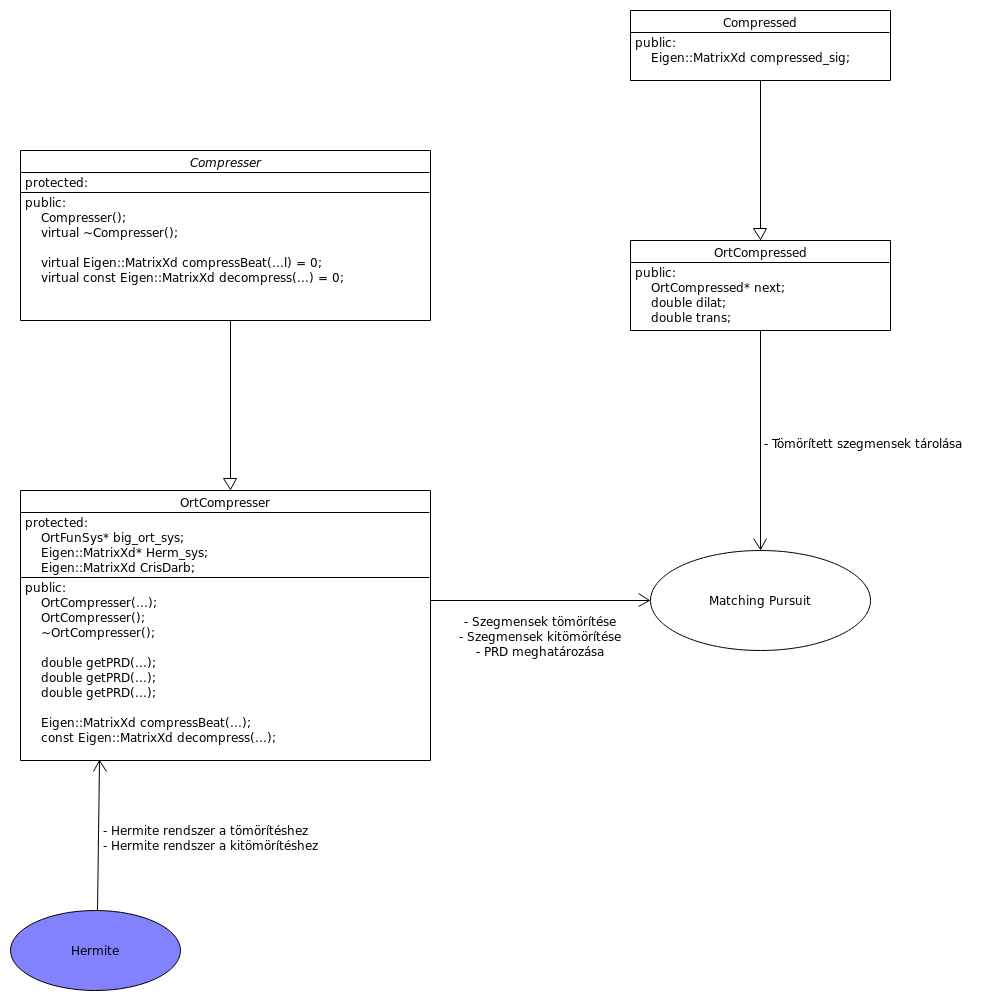 Compressed
public:
Eigen::MatrixXd compressed_sig;
Compresser
protected:
public:
Compresser();
virtual ~Compresser();
virtual Eigen::MatrixXd compressBeat(...l) = 0;
virtual const Eigen::MatrixXd decompress(...) = 0;
OrtCompressed
public:
OrtCompressed* next;
double dilat;
double trans;
- Tömörített szegmensek tárolása
OrtCompresser
protected:
OrtFunSys* big_ort_sys;
Eigen::MatrixXd* Herm_sys;
Eigen::MatrixXd CrisDarb;
public:
OrtCompresser(...);
OrtCompresser();
~OrtCompresser();
double getPRD(...);
double getPRD(...);
double getPRD(...);
Eigen::MatrixXd compressBeat(...);
const Eigen::MatrixXd decompress(...);
- Szegmensek tömörítése
- Szegmensek kitömörítése
- PRD meghatározása
Matching Pursuit
- Hermite rendszer a tömörítéshez
- Hermite rendszer a kitömörítéshez
Hermite